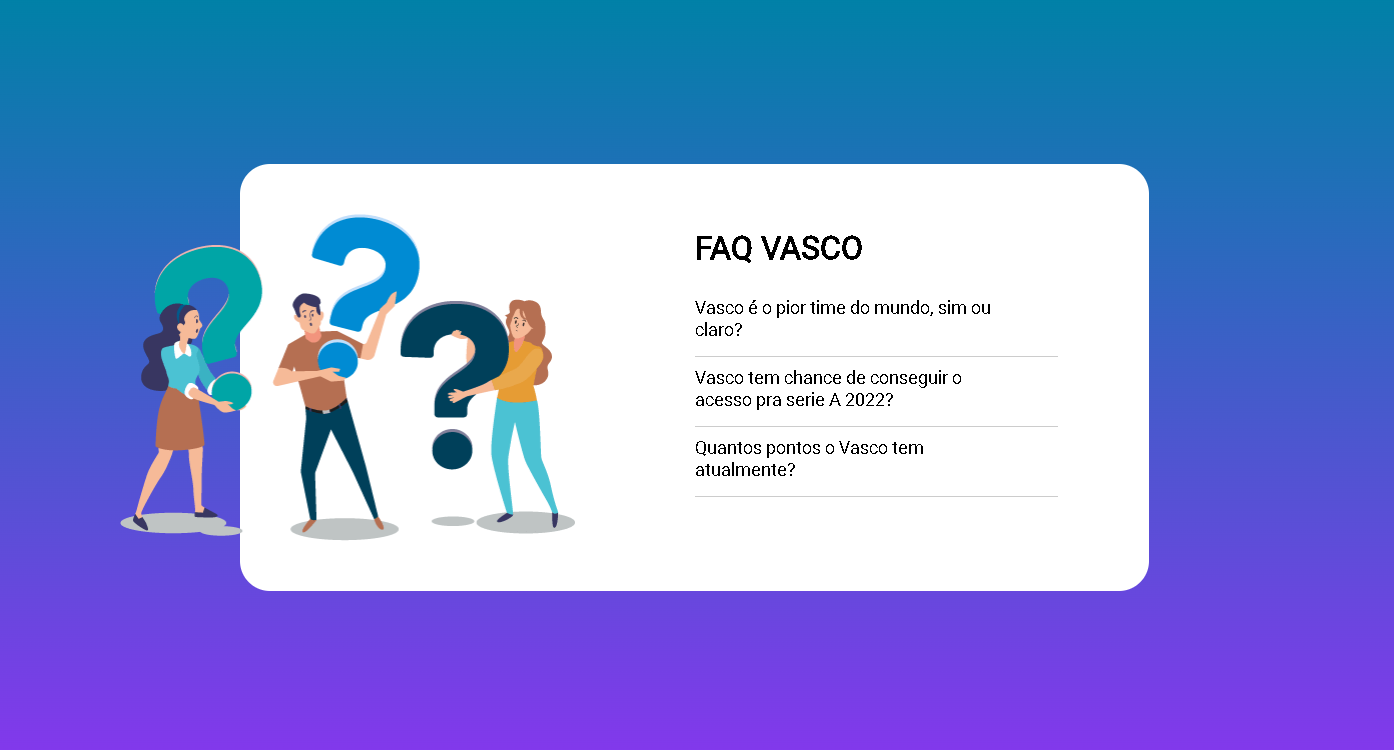 FAQ VASCO
Vasco é o pior time do mundo, sim ou
claro?
Vasco tem chance de conseguir o
acesso pra serie A 2022?
Quantos pontos o Vasco tem
atualmente?